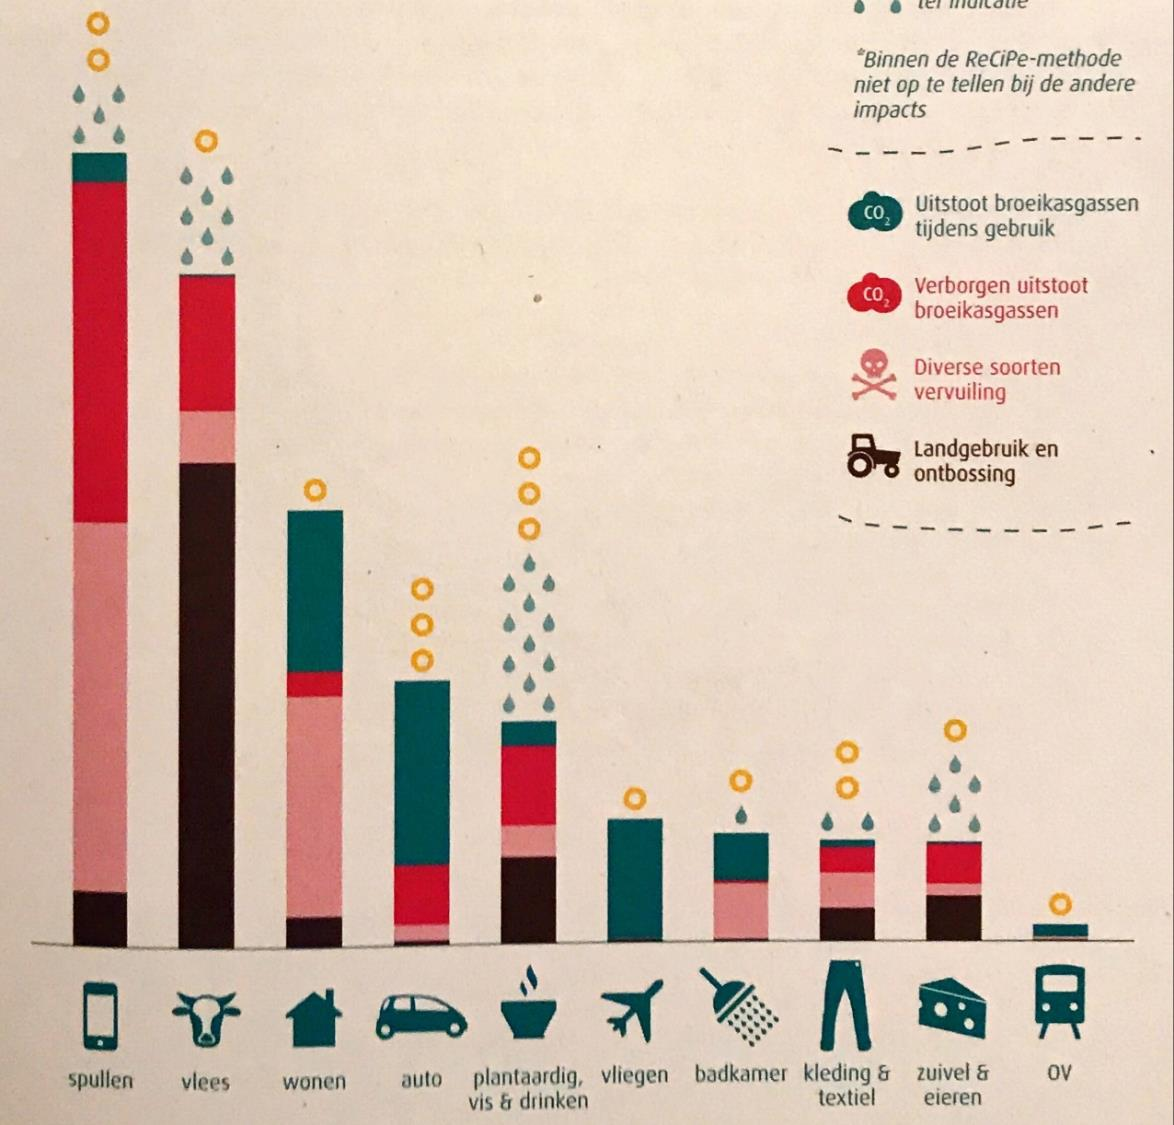 ter indicatie
*Binnen de ReCiPe-methode
niet op te tellen bij de andere
impacts
CO2
Uitstoot broeikasgassen
tijdens gebruik
CO2
Verborgen uitstoot
broeikasgassen
Diverse soorten
vervuiling
Landgebruik en
ontbossing
spullen
vlees
wonen
auto
plantaardig,
vis & drinken
vliegen
badkamer
kleding &
textiel
zuivel &
eieren
OV